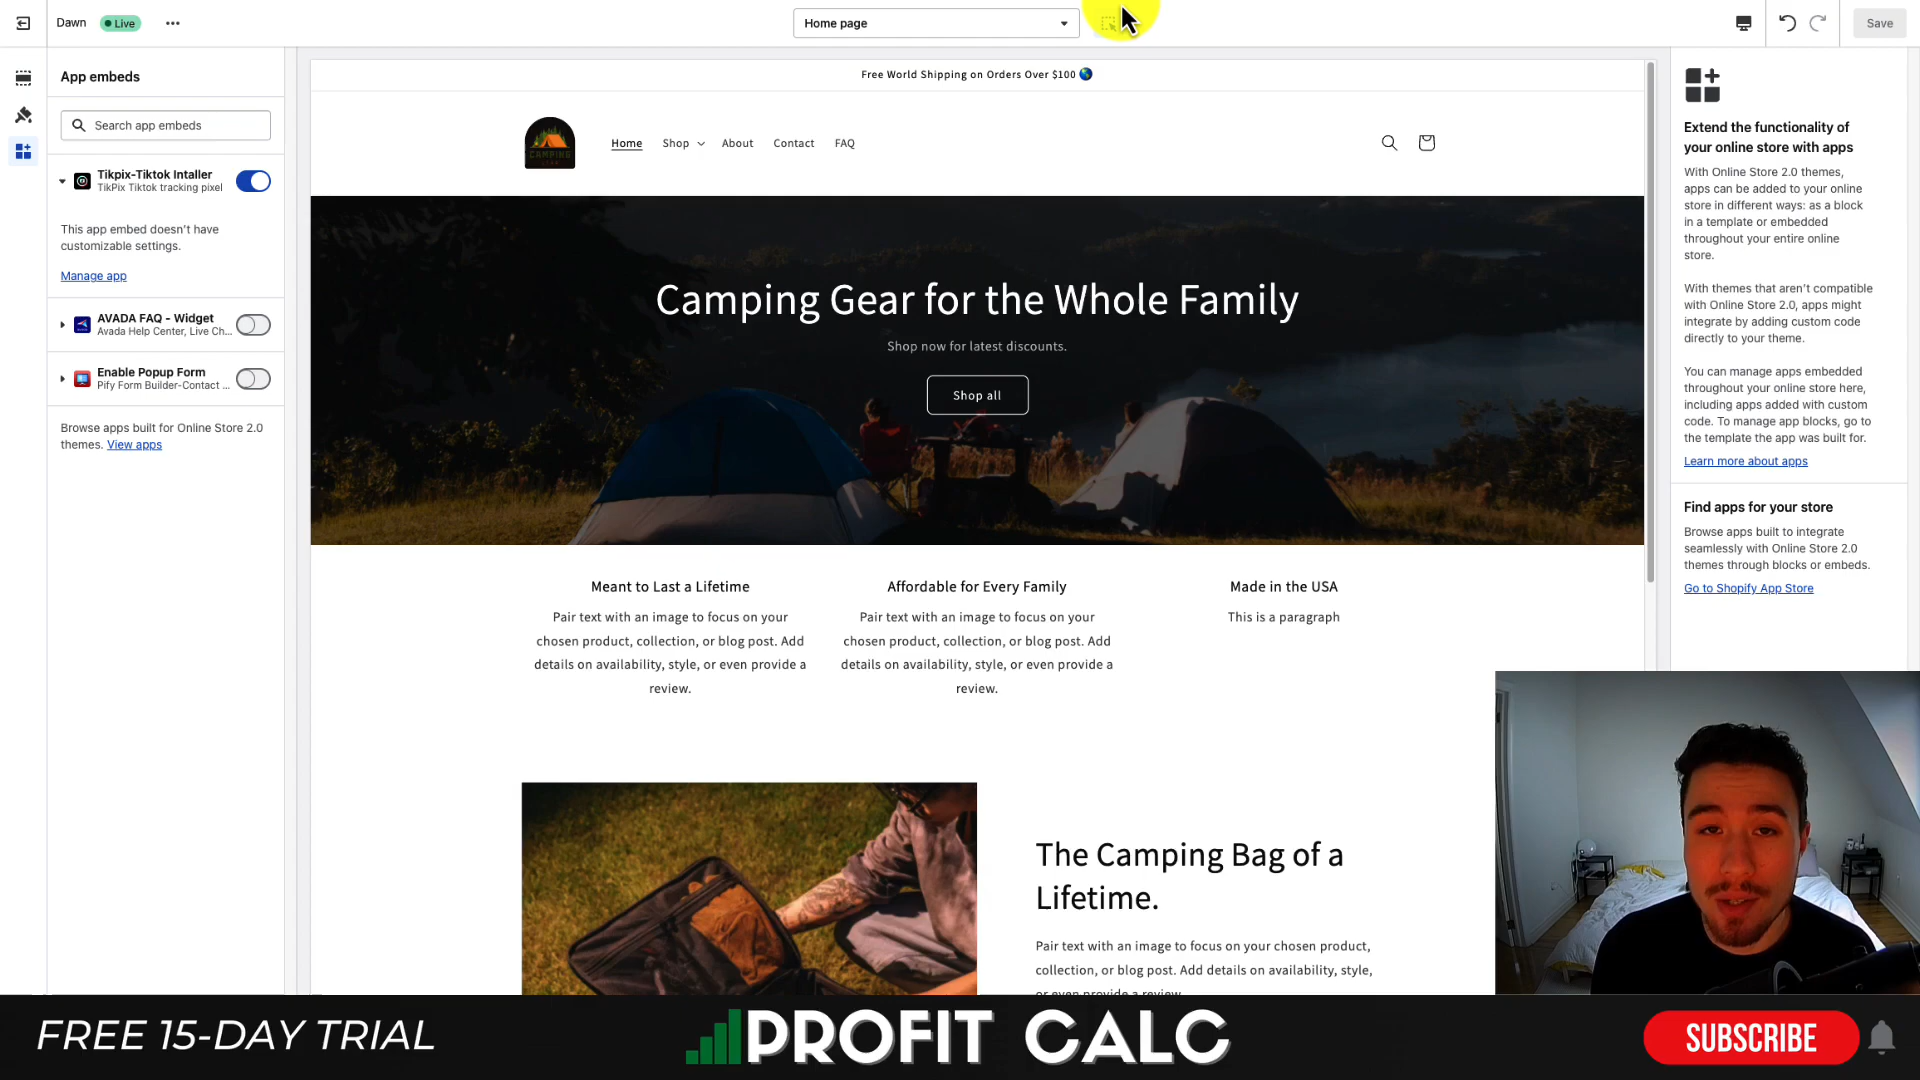 Dawn
Live
Home page
Save
App embeds
Search app embeds
Tikpix-Tiktok Intaller
TikPix Tiktok tracking pixel
This app embed doesn't have
customizable settings.
Manage app
AVADA FAQ - Widget
Avada Help Center, Live Ch...
Enable Popup Form
Pify Form Builder-Contact ...
Browse apps built for Online Store 2.0
themes. View apps
Free World Shipping on Orders Over $100 🌎
CAMPING
Home
Shop
About
Contact
FAQ
Camping Gear for the Whole Family
Shop now for latest discounts.
Shop all
Meant to Last a Lifetime
Pair text with an image to focus on your
chosen product, collection, or blog post. Add
details on availability, style, or even provide a
review.
Affordable for Every Family
Pair text with an image to focus on your
chosen product, collection, or blog post. Add
details on availability, style, or even provide a
review.
Made in the USA
This is a paragraph
The Camping Bag of a
Lifetime.
Pair text with an image to focus on your chosen product,
collection, or blog post. Add details on availability, style,
or even provide a review.
Extend the functionality of
your online store with apps
With Online Store 2.0 themes,
apps can be added to your online
store in different ways: as a block
in a template or embedded
throughout your entire online
store.
With themes that aren't compatible
with Online Store 2.0, apps might
integrate by adding custom code
directly to your theme.
You can manage apps embedded
throughout your online store here,
including apps added with custom
code. To manage app blocks, go to
the template the app was built for.
Learn more about apps
Find apps for your store
Browse apps built to integrate
seamlessly with Online Store 2.0
themes through blocks or embeds.
Go to Shopify App Store
FREE 15-DAY TRIAL
PROFIT CALC
SUBSCRIBE